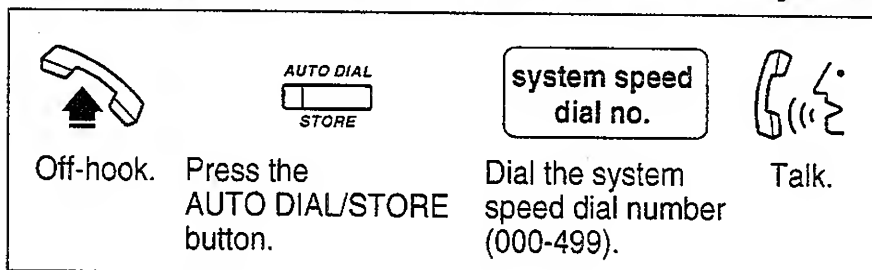 AUTO DIAL
STORE
system speed
dial no.
Off-hook.
Press the
AUTO DIAL/STORE
button.
Dial the system
speed dial number
(000-499).
Talk.